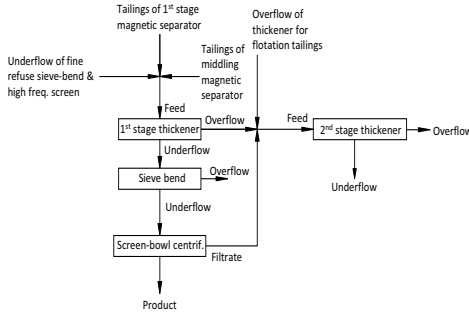 Tailings of 1st stage
magnetic separator
Overflow of
thickener for
flotation tailings
Underflow of fine
refuse sieve-bend &
high freq. screen
Tailings of
middling
magnetic
separator
Feed
Overflow
Feed
1st stage thickener
2nd stage thickener
Overflow
Underflow
Overflow
Sieve bend
Underflow
Underflow
Screen-bowl centrif.
Filtrate
Product